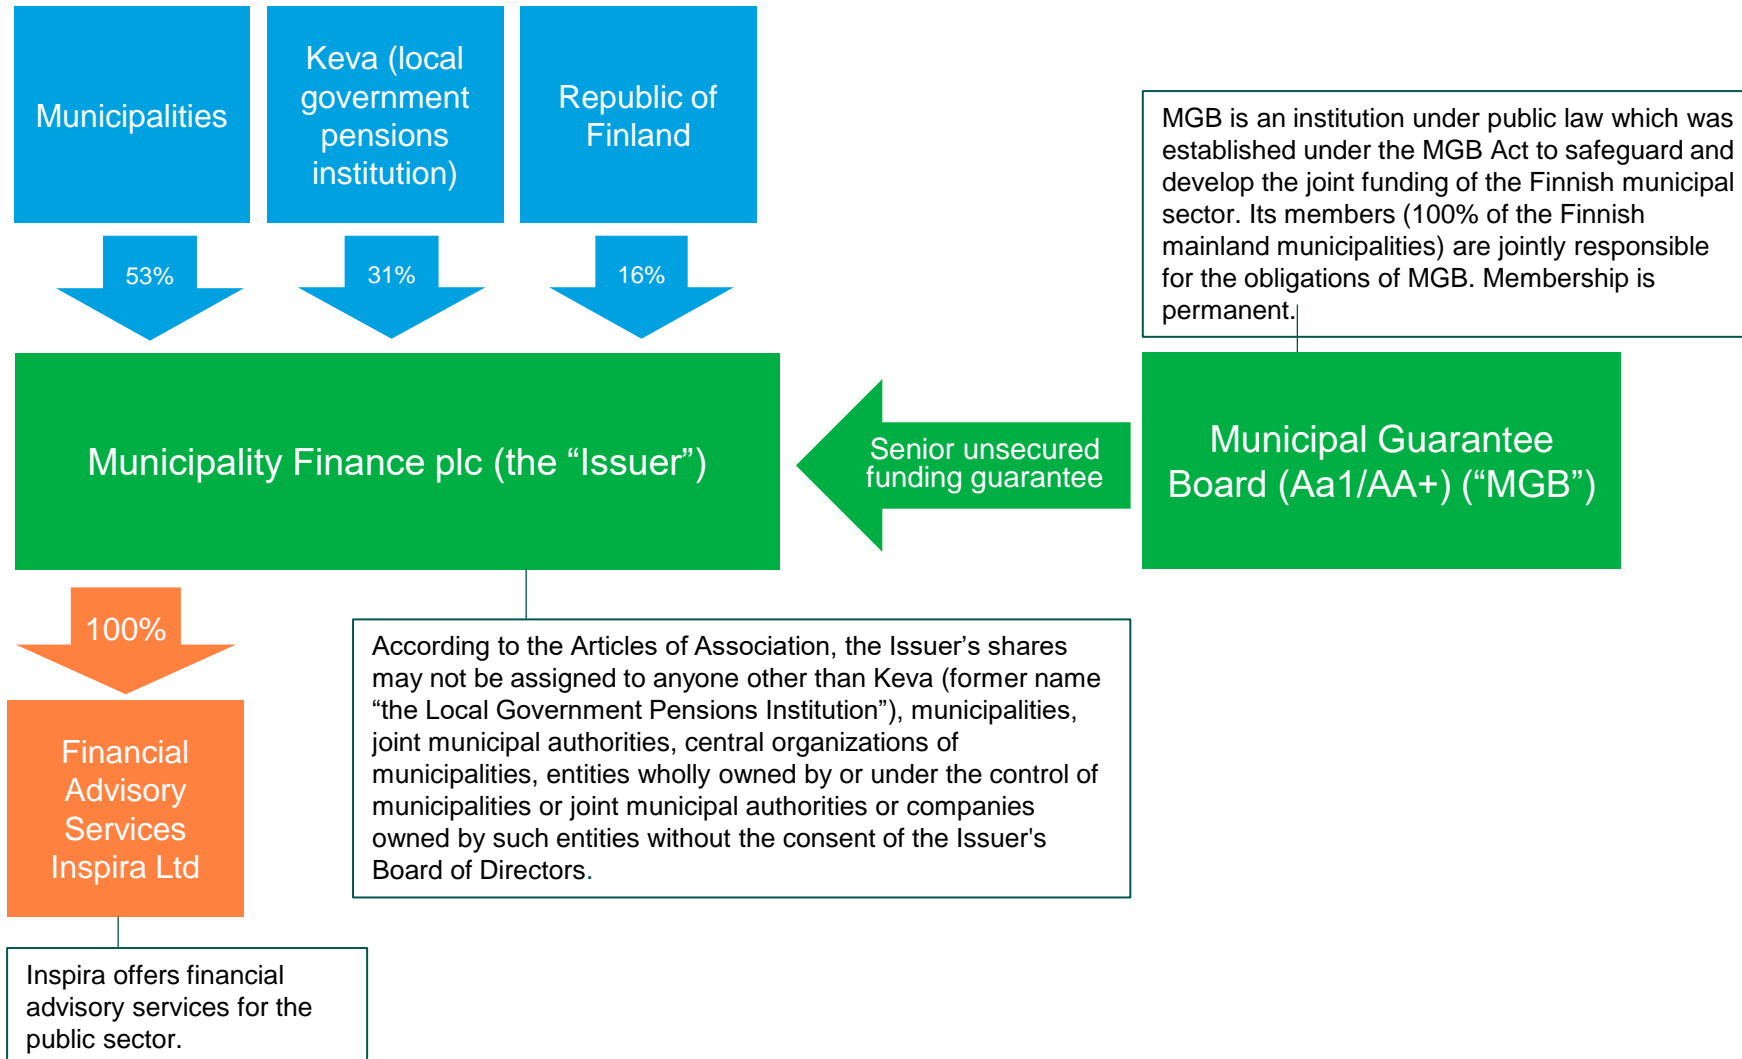 Municipalities
Keva (local
government
pensions
institution)
Republic of
Finland
53%
31%
16%
MGB is an institution under public law which was
established under the MGB Act to safeguard and
develop the joint funding of the Finnish municipal
sector. Its members (100% of the Finnish
mainland municipalities) are jointly responsible
for the obligations of MGB. Membership is
permanent.
Municipality Finance plc (the “Issuer”)
Senior unsecured
funding guarantee
Municipal Guarantee
Board (Aa1/AA+) (“MGB”)
100%
According to the Articles of Association, the Issuer’s shares
may not be assigned to anyone other than Keva (former name
“the Local Government Pensions Institution”), municipalities,
joint municipal authorities, central organizations of
municipalities, entities wholly owned by or under the control of
municipalities or joint municipal authorities or companies
owned by such entities without the consent of the Issuer's
Board of Directors.
Financial
Advisory
Services
Inspira Ltd
Inspira offers financial
advisory services for the
public sector.